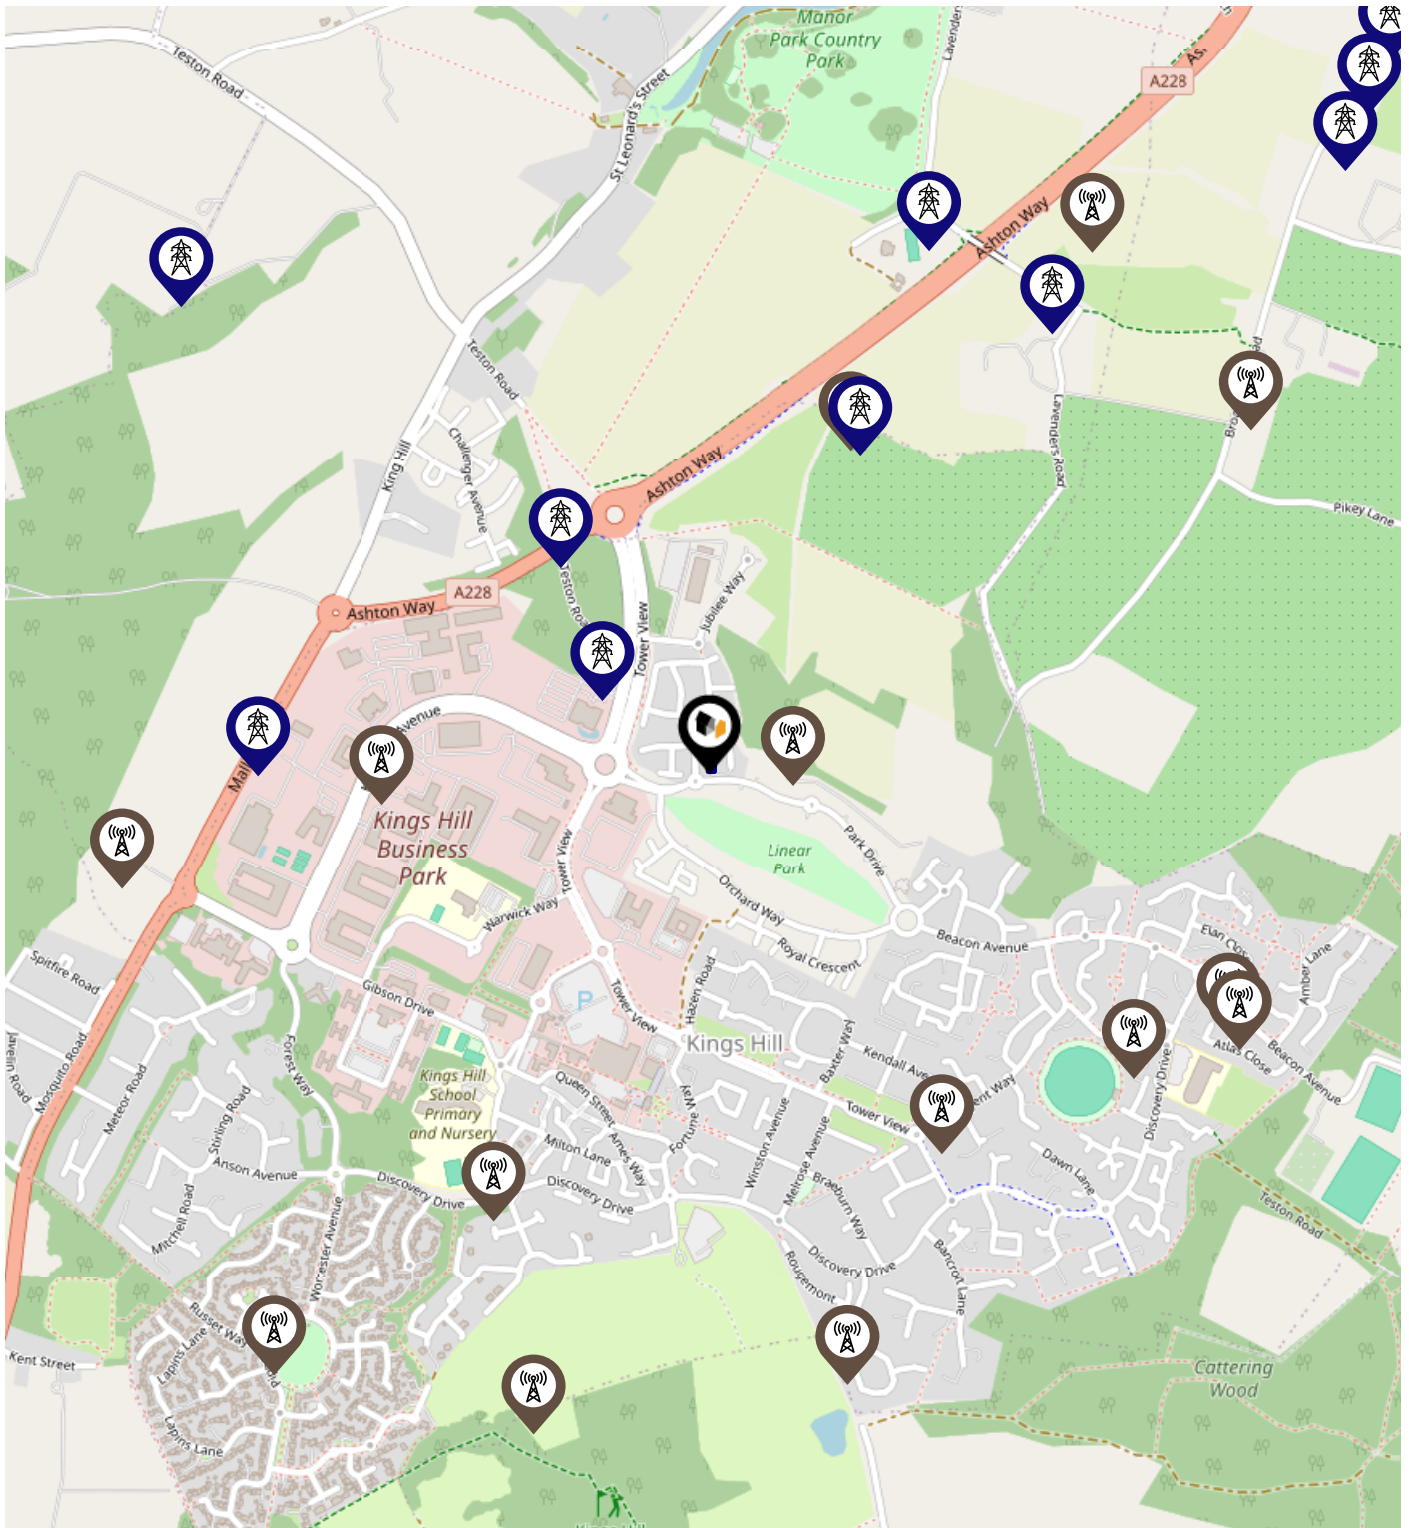 Manor
Park Country
Park
Teston Road
St Leonard's Street
A228
Ashton Way
Teston Road
Lavenders Road
King Hill
Challenger Avenue
Ashton Way
Pikey Lane
Teston
A228
Ashton Way
Jubilee Way
Tower View
Avenue
Kings Hill
Business
Park
Linear
Park
Park Drive
Tower View
Warwick Way
Orchard Way
Royal Crescent
Beacon Avenue
Elan Close
Amber Lane
Spitfire Road
Gibson Drive
Hazen Road
Tower View
P
Kings Hill
Mosquito Road
Meteor Road
Forest Way
Baxter Way
Kendall Avenue
Atlas Close
Beacon Avenue
Kings Hill
School
Primary
and Nursery
Queen Street
Stirling Road
Tower View
Discovery Drive
Milton Lane
Ames Way
Fortune Way
Winston Avenue
Melrose Avenue
Anson Avenue
Discovery Drive
Discovery Drive
Braeburn Way
Dawn Lane
Mitchell Road
Worcester Avenue
Teston Road
Rougemont
Discovery Drive
Bancroft Lane
Russet Way
Lapins Lane
Kent Street
Cattering
Wood
Lapins Lane